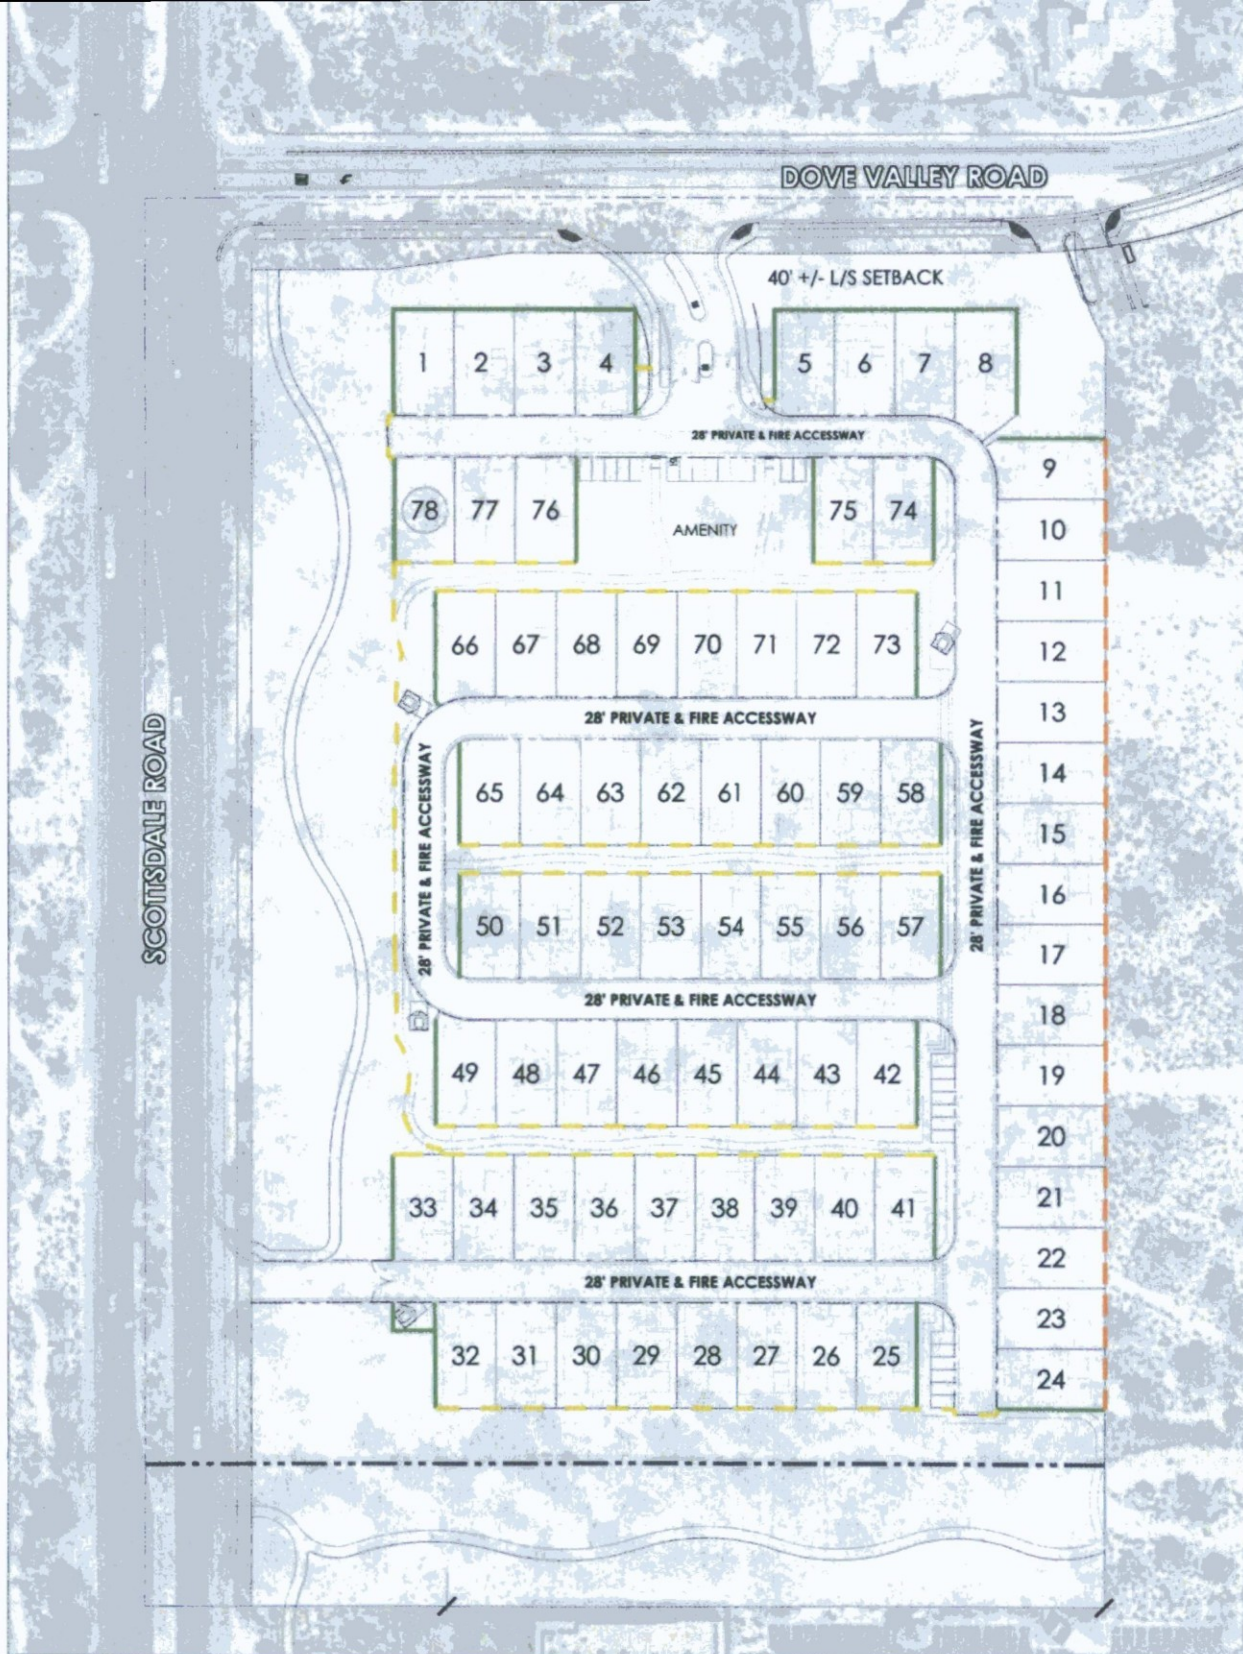 DOVE VALLEY ROAD
40' +/- L/S SETBACK
1 2 3 4 5 6 7 8
28' PRIVATE & FIRE ACCESSWAY
9
78 77 76 75 74
10
AMENITY
11
66 67 68 69 70 71 72 73
12
13
28' PRIVATE & FIRE ACCESSWAY
14
65 64 63 62 61 60 59 58
15
SCOTTSDALE ROAD
28' PRIVATE & FIRE ACCESSWAY
28' PRIVATE & FIRE ACCESSWAY
16
50 51 52 53 54 55 56 57
17
28' PRIVATE & FIRE ACCESSWAY
18
49 48 47 46 45 44 43 42
19
20
21
33 34 35 36 37 38 39 40 41
22
28' PRIVATE & FIRE ACCESSWAY
23
32 31 30 29 28 27 26 25
24